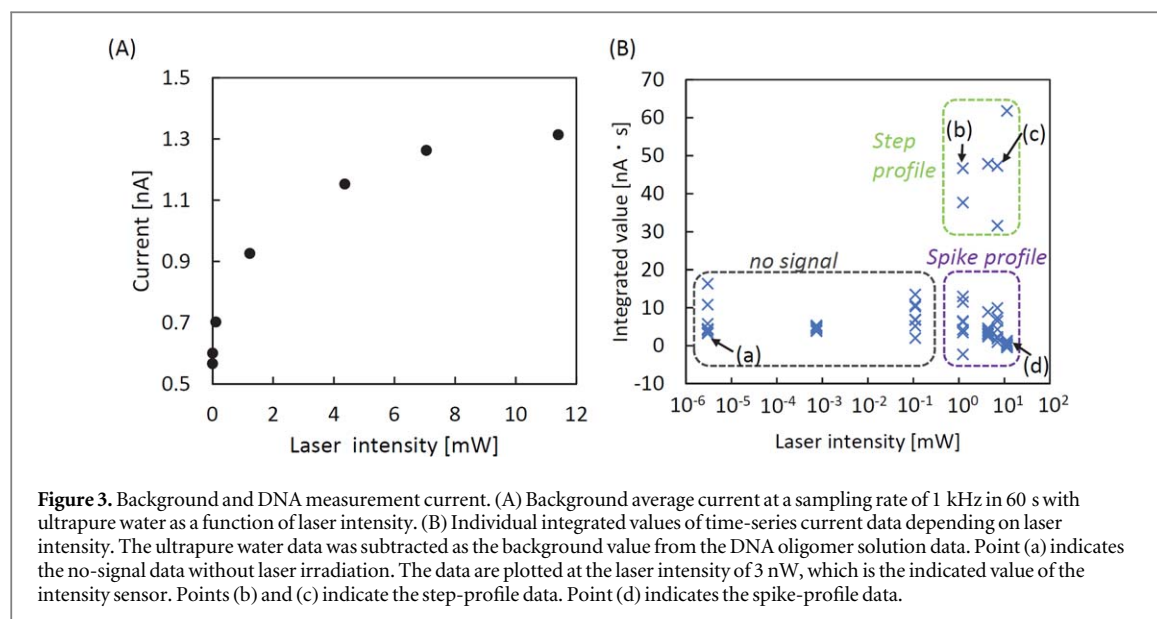 (A)
1.5
1.3
1.1
0.9
0.7
0.5
Current [nA]
0 2 4 6 8 10 12
Laser intensity [mW]
(B)
70
60
50
40
30
20
10
0
-10
Integrated value [nA・s]
Step
profile
(b)
(c)
no signal
Spike profile
(a)
(d)
10⁻⁶ 10⁻⁵ 10⁻⁴ 10⁻³ 10⁻² 10⁻¹ 10⁰ 10¹ 10²
Laser intensity [mW]
Figure 3. Background and DNA measurement current. (A) Background average current at a sampling rate of 1 kHz in 60 s with
ultrapure water as a function of laser intensity. (B) Individual integrated values of time-series current data depending on laser
intensity. The ultrapure water data was subtracted as the background value from the DNA oligomer solution data. Point (a) indicates
the no-signal data without laser irradiation. The data are plotted at the laser intensity of 3 nW, which is the indicated value of the
intensity sensor. Points (b) and (c) indicate the step-profile data. Point (d) indicates the spike-profile data.